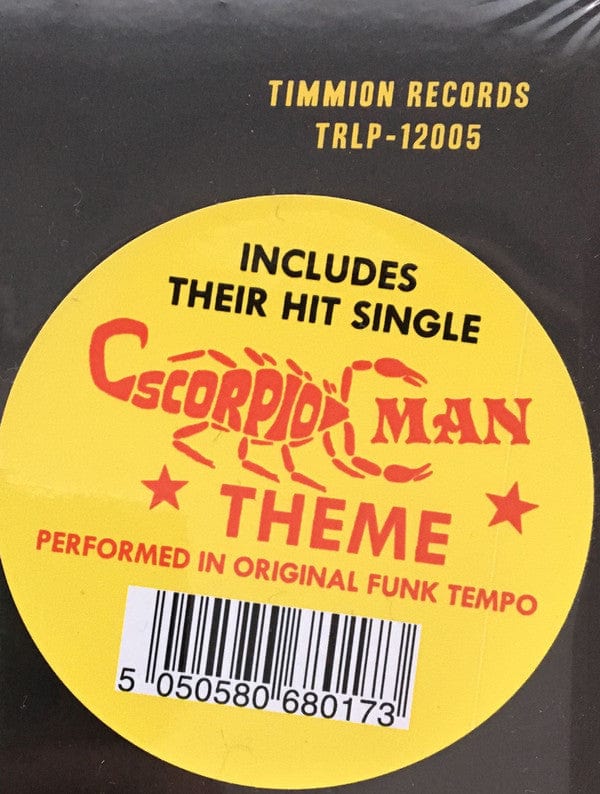 TIMMION RECORDS
TRLP-12005
INCLUDES
THEIR HIT SINGLE
SCORPIO MAN
THEME
PERFORMED IN ORIGINAL FUNK TEMPO
5 050580 680173